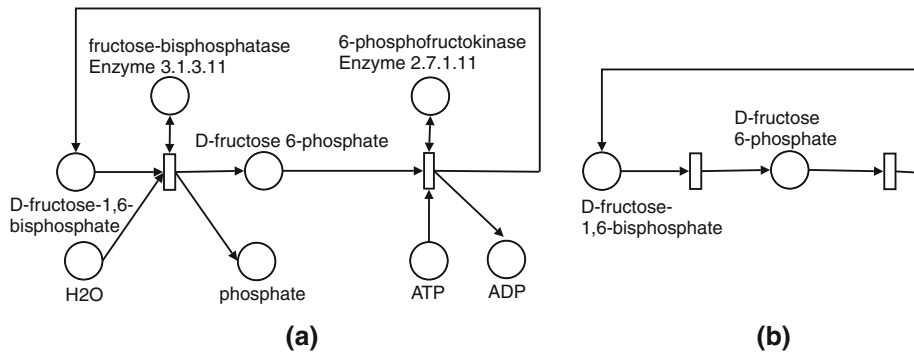 fructose-bisphosphatase
Enzyme 3.1.3.11
6-phosphofructokinase
Enzyme 2.7.1.11
D-fructose 6-phosphate
D-fructose-1,6-
bisphosphate
H2O
phosphate
ATP
ADP
(a)
D-fructose
6-phosphate
D-fructose-
1,6-bisphosphate
(b)